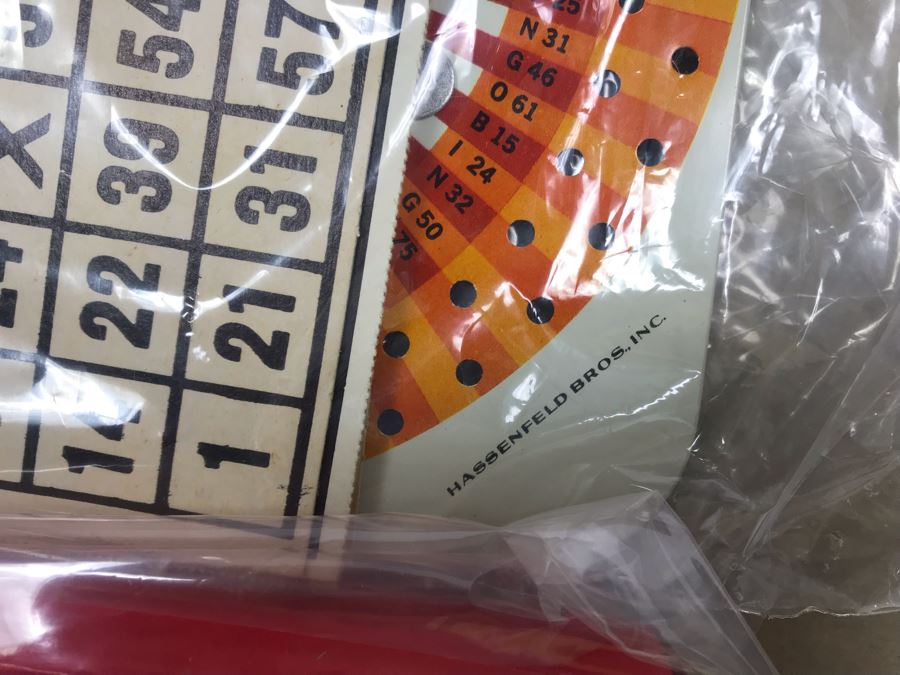 57
54
31
39
X
21
22
1
14
25
N 31
G 46
O 61
B 15
I 24
N 32
G 50
75
HASSENFELD BROS., INC.